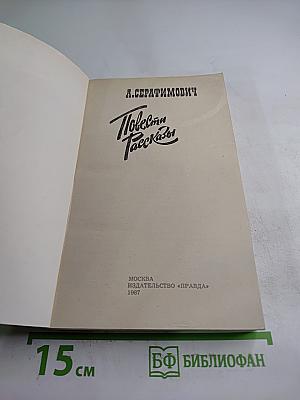 А.СЕРАФИМОВИЧ
Повести
Рассказы
МОСКВА
ИЗДАТЕЛЬСТВО «ПРАВДА»
1987
15 см
БФ БИБЛИОФАН